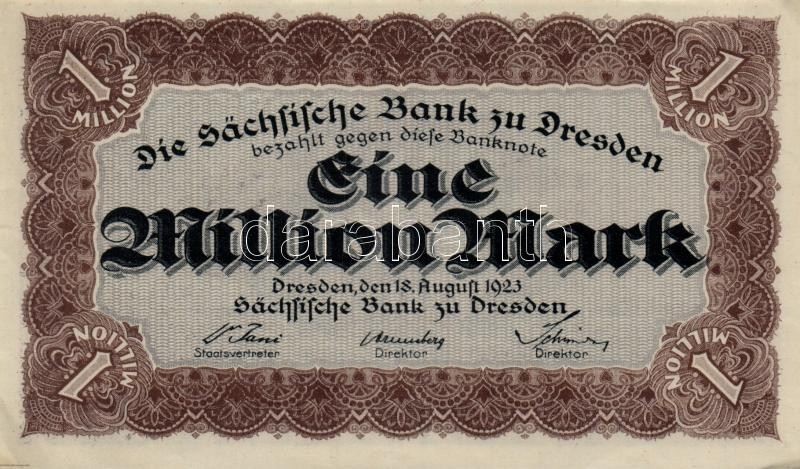 1 MILLION
1 MILLION
Die Sächsische Bank zu Dresden
bezahlt gegen diese Banknote
Eine
Million Mark
darabanth
Dresden, den 18. August 1923
Sächsische Bank zu Dresden
Staatsvertreter Direktor Direktor
1 MILLION
1 MILLION